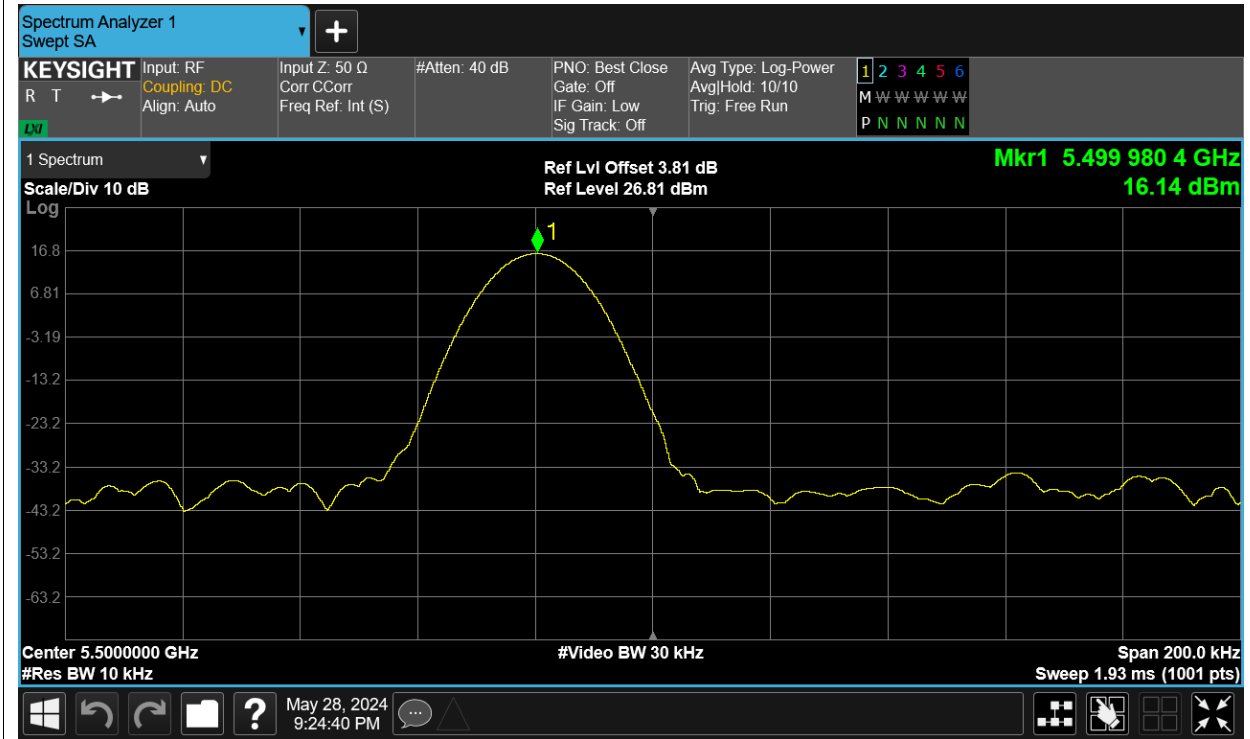 Spectrum Analyzer 1
Swept SA
KEYSIGHT
R T
LXI
Input: RF
Coupling: DC
Align: Auto
Input Z: 50 Ω
Corr CCorr
Freq Ref: Int (S)
#Atten: 40 dB
PNO: Best Close
Gate: Off
IF Gain: Low
Sig Track: Off
Avg Type: Log-Power
Avg|Hold: 10/10
Trig: Free Run
1 2 3 4 5 6
M W W W W W
P N N N N N
1 Spectrum
Scale/Div 10 dB
Log
Ref Lvl Offset 3.81 dB
Ref Level 26.81 dBm
Mkr1 5.499 980 4 GHz
16.14 dBm
1
16.8
6.81
-3.19
-13.2
-23.2
-33.2
-43.2
-53.2
-63.2
Center 5.5000000 GHz
#Video BW 30 kHz
Span 200.0 kHz
#Res BW 10 kHz
Sweep 1.93 ms (1001 pts)
?
May 28, 2024
9:24:40 PM